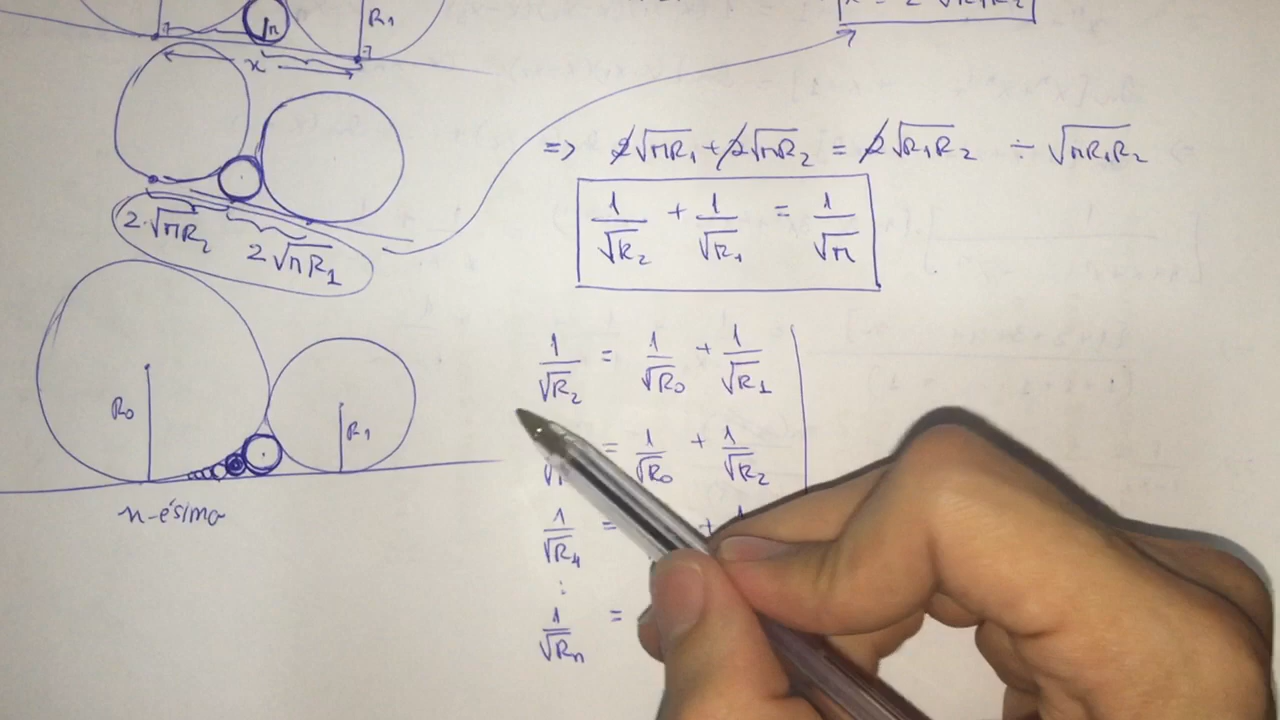 R₁
x
x = 2 √R₁R₂
2·√rR₂ 2√rR₁
=> 2√rR₁ + 2√rR₂ = 2√R₁R₂ ÷ √rR₁R₂
1/√R₂ + 1/√R₁ = 1/√r
R₀ R₁
n-ésimo
1/√R₂ = 1/√R₀ + 1/√R₁
= 1/√R₀ + 1/√R₂
1/√R₄ = +
⋮
1/√Rₙ =